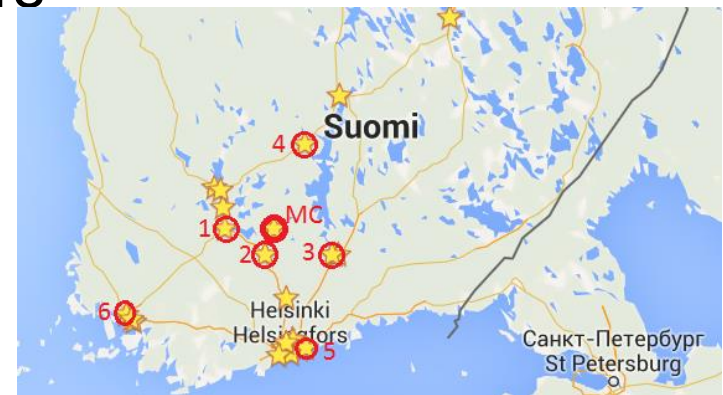 4
Suomi
MC
1
2
3
6
Helsinki
Helsingfors
5
Санкт-Петербург
St Petersburg